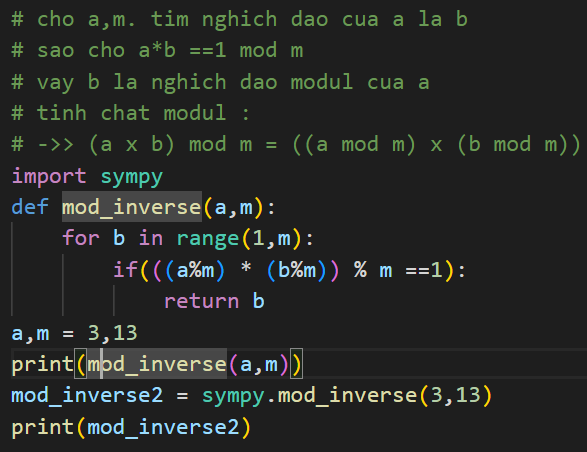 # cho a,m. tim nghich dao cua a la b
# sao cho a*b ==1 mod m
# vay b la nghich dao modul cua a
# tinh chat modul :
# ->> (a x b) mod m = ((a mod m) x (b mod m))
import sympy
def mod_inverse(a,m):
    for b in range(1,m):
        if(((a%m) * (b%m)) % m ==1):
            return b
a,m = 3,13
print(mod_inverse(a,m))
mod_inverse2 = sympy.mod_inverse(3,13)
print(mod_inverse2)